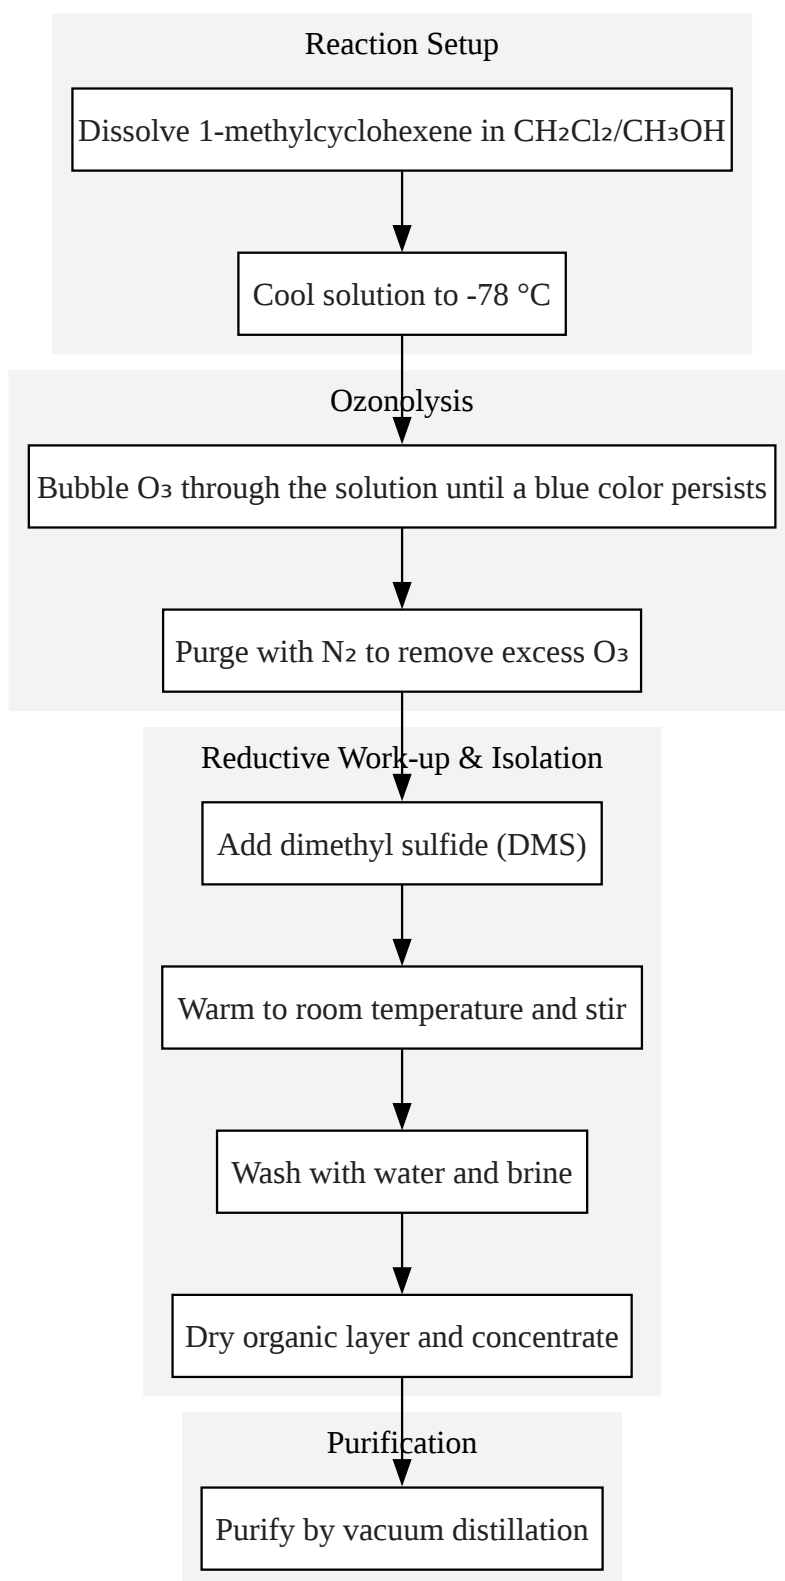 Reaction Setup
Dissolve 1-methylcyclohexene in CH₂Cl₂/CH₃OH
Cool solution to -78 °C
Ozonolysis
Bubble O₃ through the solution until a blue color persists
Purge with N₂ to remove excess O₃
Reductive Work-up & Isolation
Add dimethyl sulfide (DMS)
Warm to room temperature and stir
Wash with water and brine
Dry organic layer and concentrate
Purification
Purify by vacuum distillation